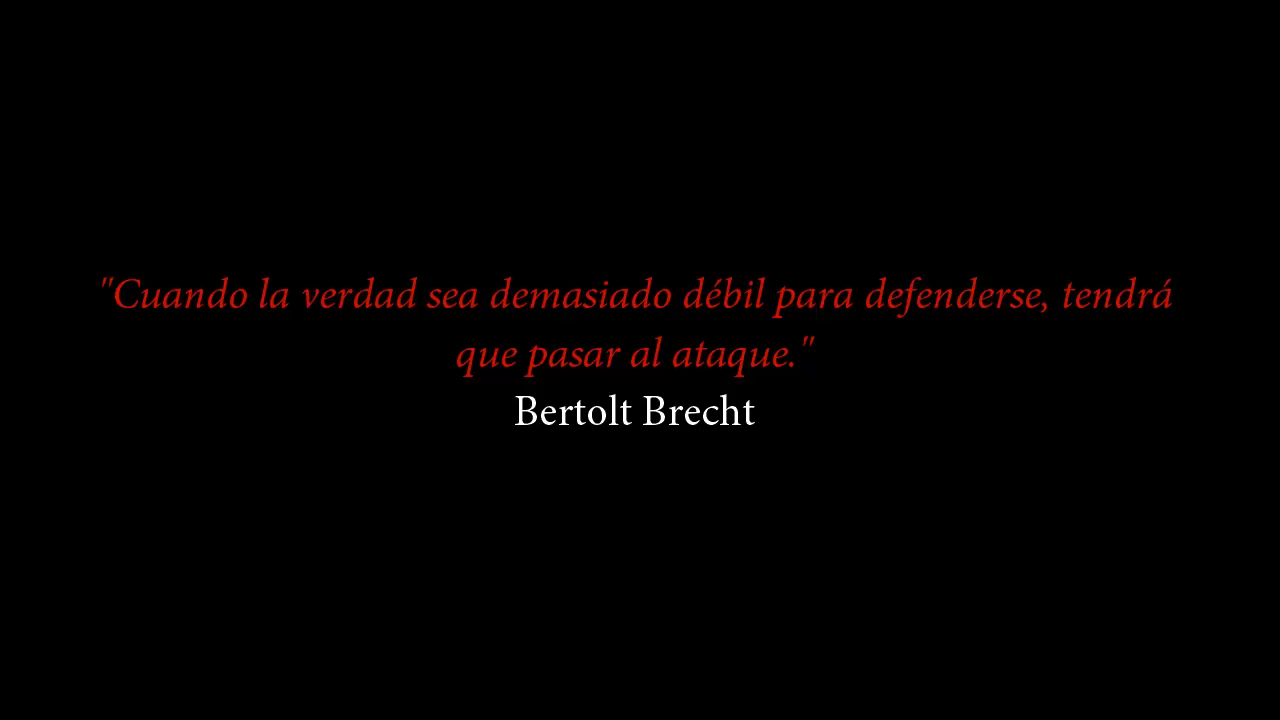 "Cuando la verdad sea demasiado débil para defenderse, tendrá
que pasar al ataque."
Bertolt Brecht